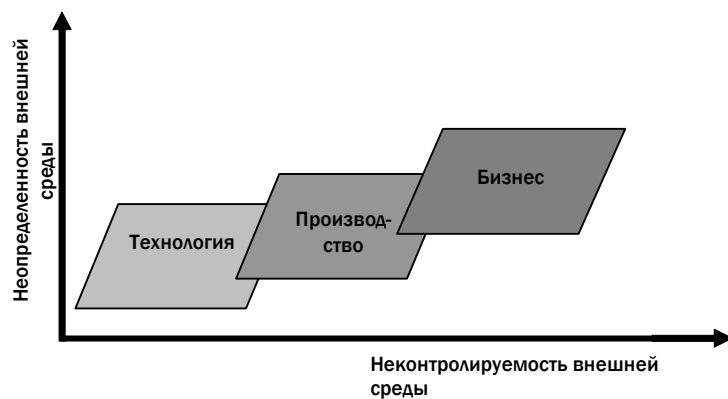 Неопределенность внешней
среды
Технология
Производ-
ство
Бизнес
Неконтролируемость внешней
среды